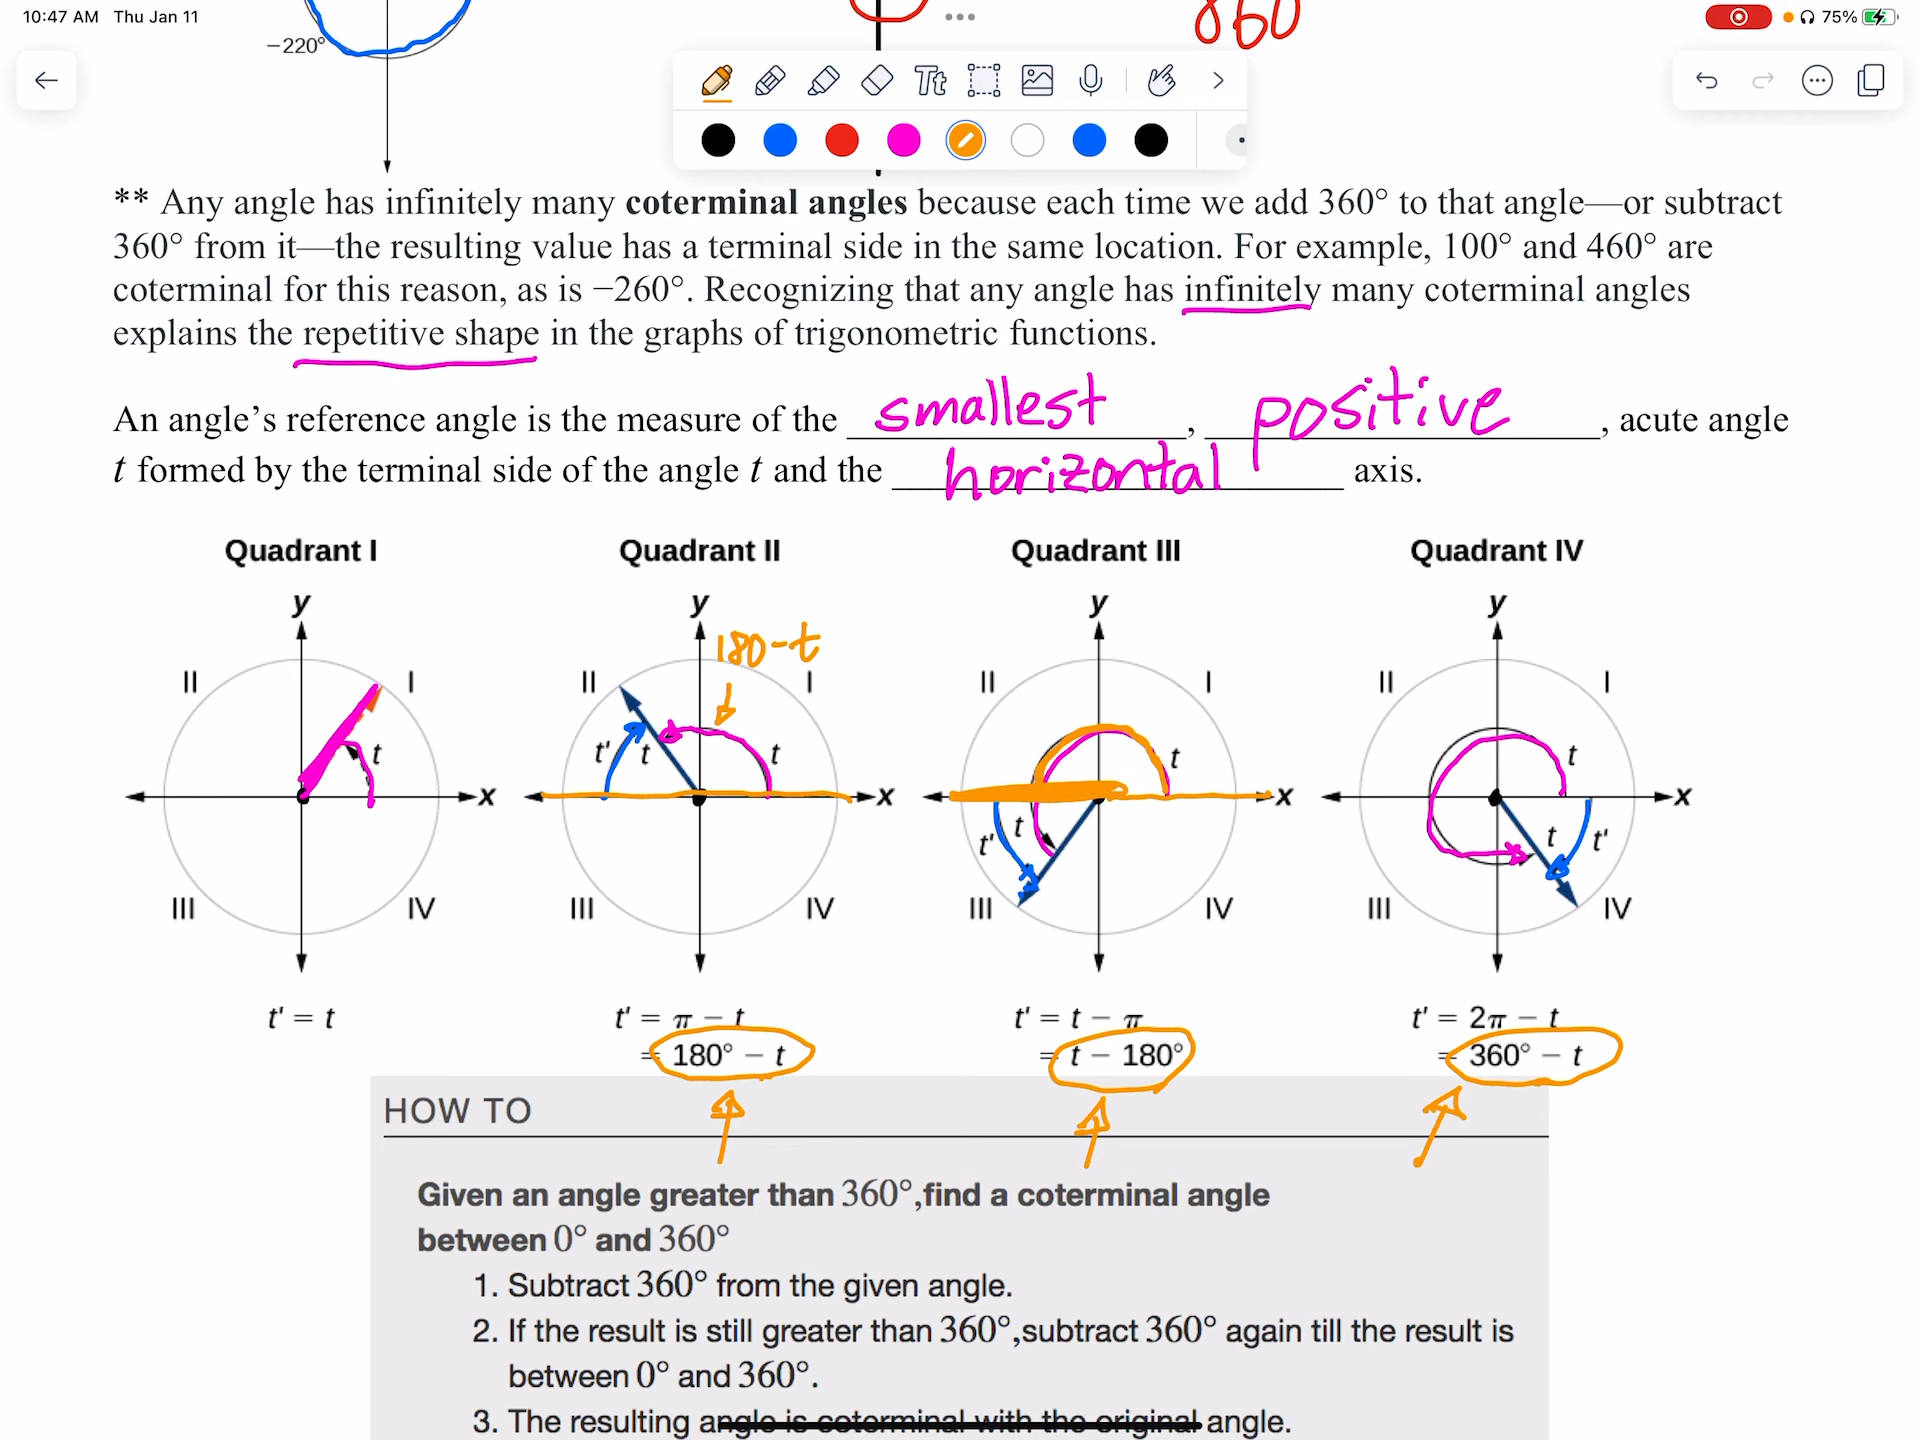 10:47 AM Thu Jan 11
75%
−220°
860
Tt
** Any angle has infinitely many coterminal angles because each time we add 360° to that angle—or subtract
360° from it—the resulting value has a terminal side in the same location. For example, 100° and 460° are
coterminal for this reason, as is −260°. Recognizing that any angle has infinitely many coterminal angles
explains the repetitive shape in the graphs of trigonometric functions.
An angle’s reference angle is the measure of the smallest, positive, acute angle
t formed by the terminal side of the angle t and the horizontal axis.
Quadrant I Quadrant II Quadrant III Quadrant IV
y y y y
180-t
II I II I II I II I
t t' t t t t
x x x x
t' t t t'
III IV III IV III IV III IV
t' = t t' = π − t t' = t − π t' = 2π − t
= 180° − t = t − 180° = 360° − t
HOW TO
Given an angle greater than 360°,find a coterminal angle
between 0° and 360°
1. Subtract 360° from the given angle.
2. If the result is still greater than 360°,subtract 360° again till the result is
between 0° and 360°.
3. The resulting angle is coterminal with the original angle.